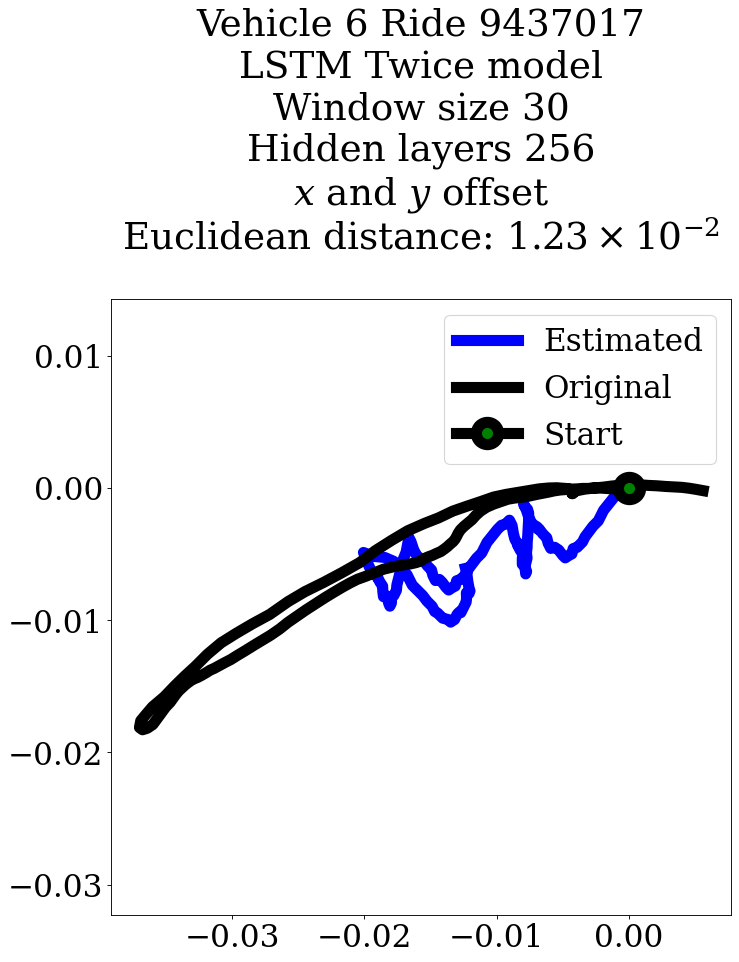 Vehicle 6 Ride 9437017
LSTM Twice model
Window size 30
Hidden layers 256
x and y offset
Euclidean distance: 1.23 × 10⁻²
Estimated
Original
Start
0.01
0.00
−0.01
−0.02
−0.03
−0.03 −0.02 −0.01 0.00